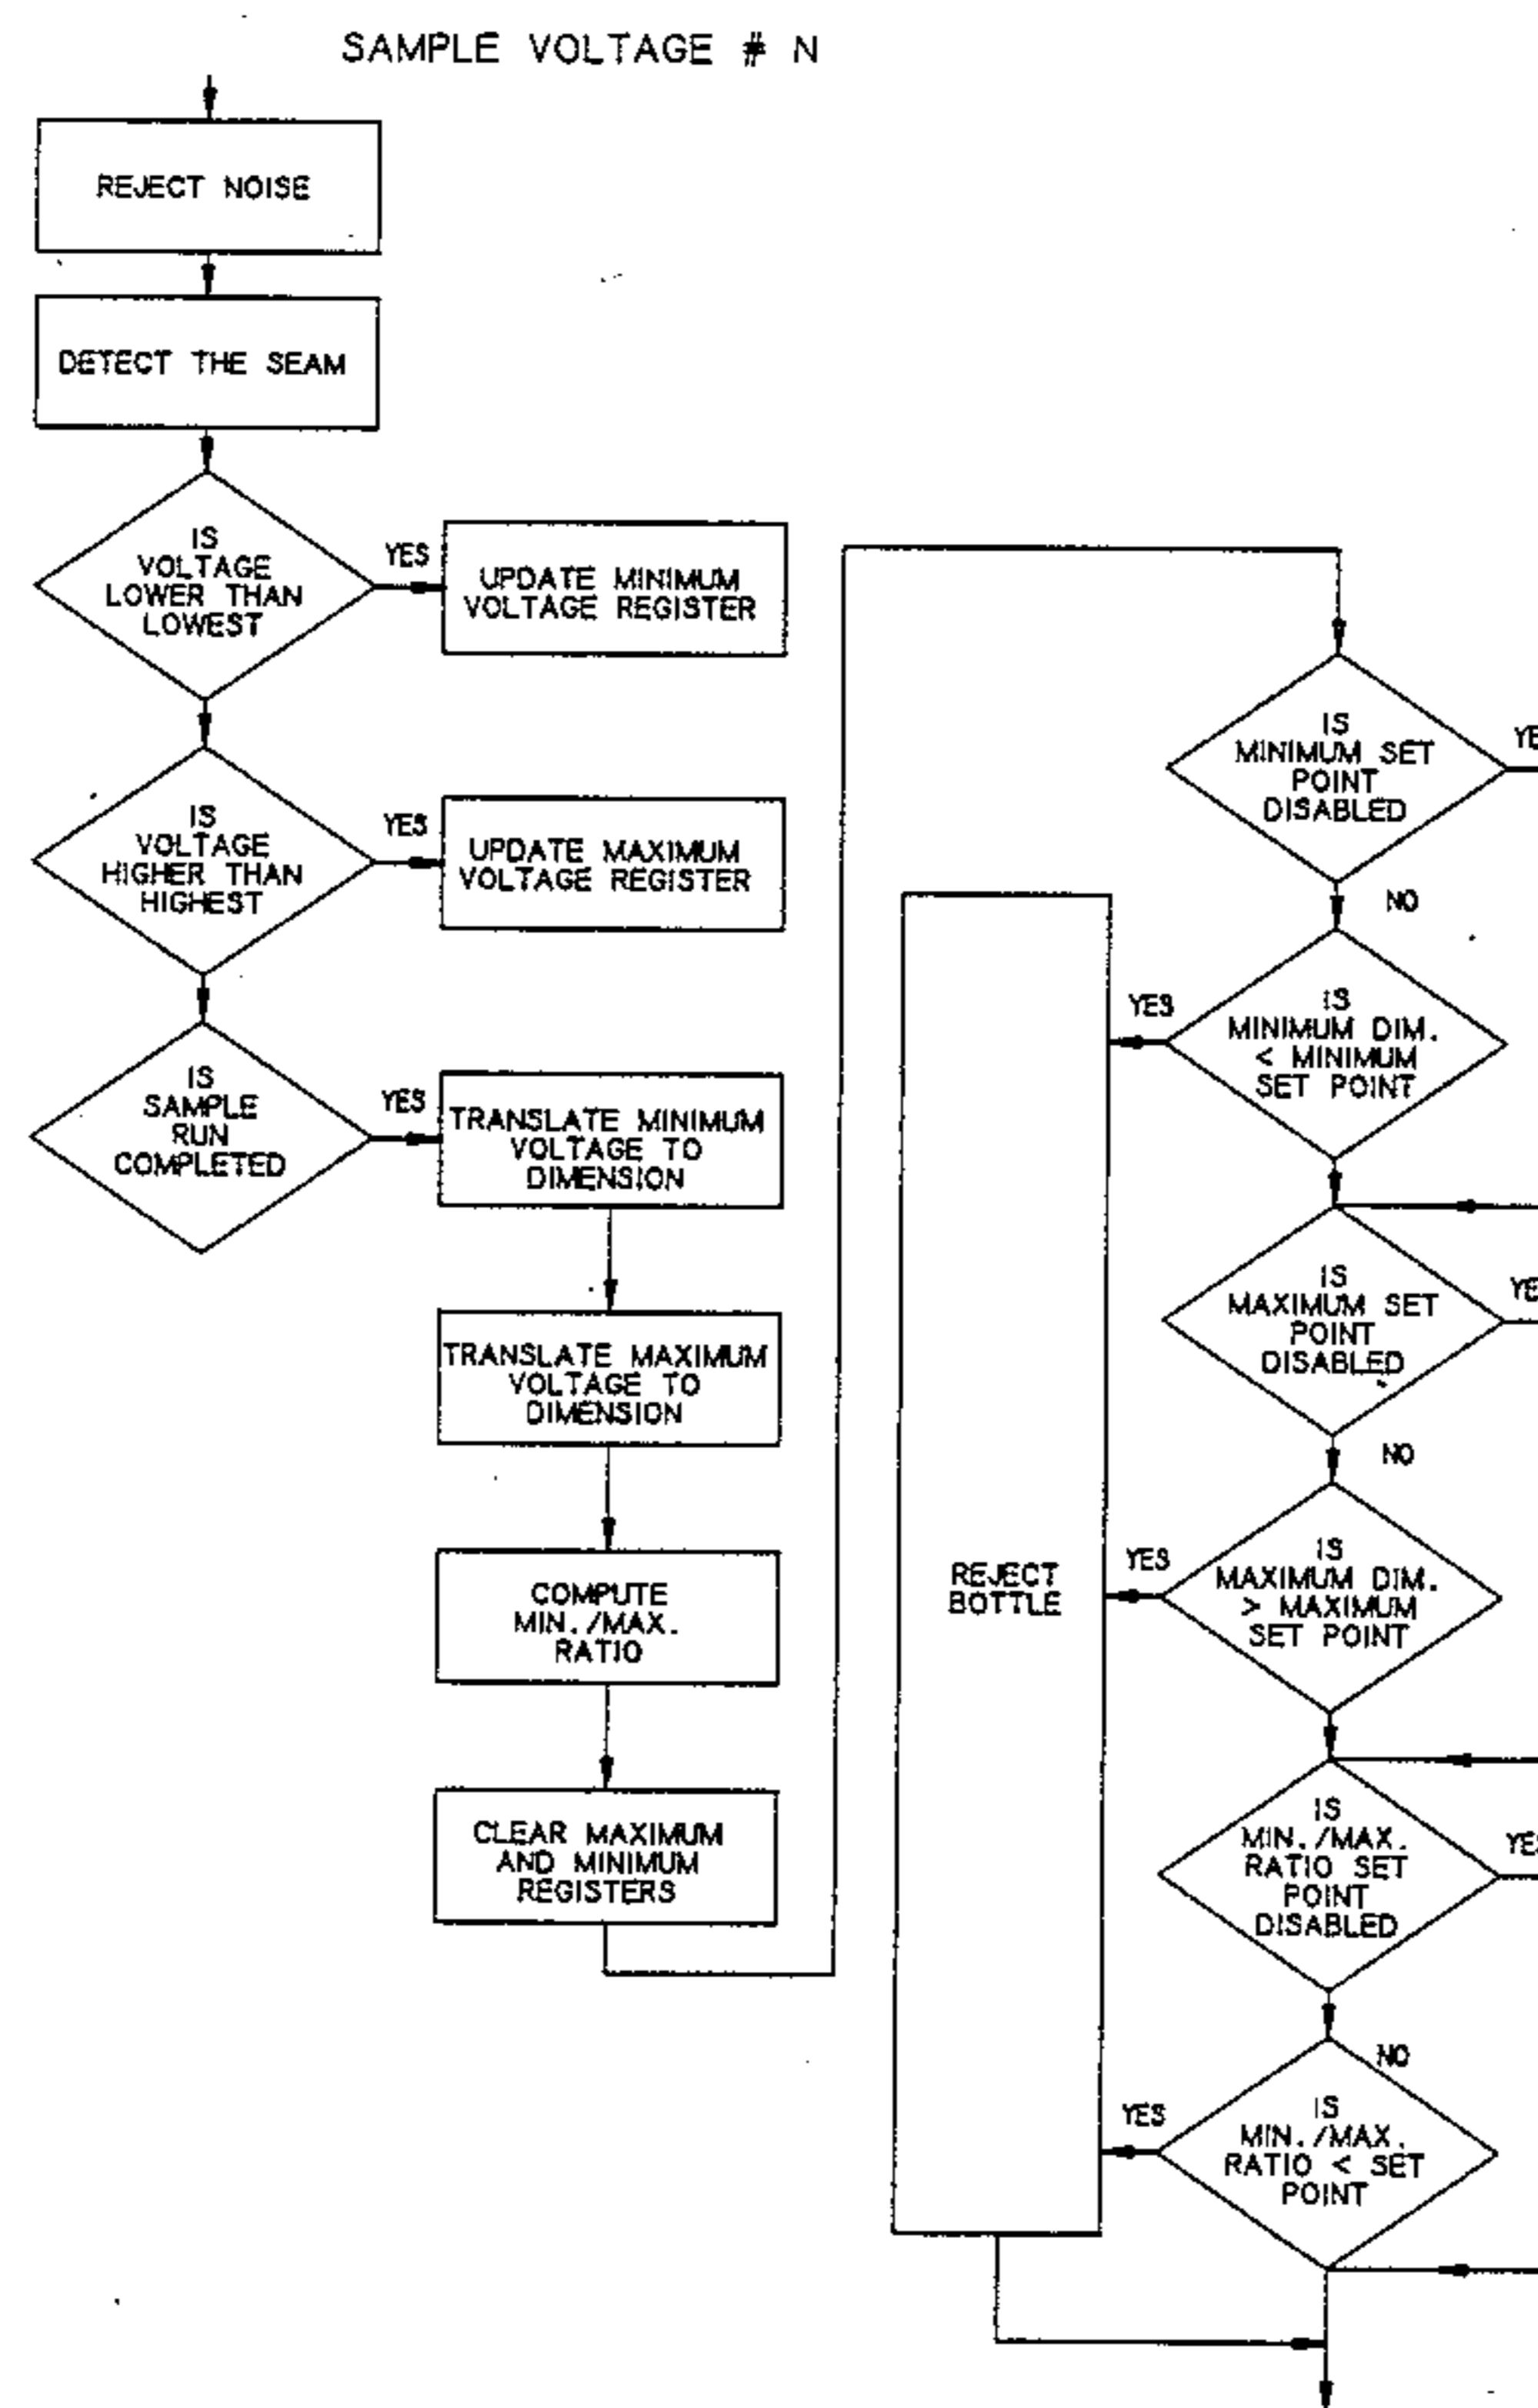 SAMPLE VOLTAGE # N
REJECT NOISE
DETECT THE SEAM
IS
VOLTAGE
LOWER THAN
LOWEST
YES
UPDATE MINIMUM
VOLTAGE REGISTER
IS
VOLTAGE
HIGHER THAN
HIGHEST
YES
UPDATE MAXIMUM
VOLTAGE REGISTER
IS
SAMPLE
RUN
COMPLETED
YES
TRANSLATE MINIMUM
VOLTAGE TO
DIMENSION
TRANSLATE MAXIMUM
VOLTAGE TO
DIMENSION
COMPUTE
MIN./MAX.
RATIO
CLEAR MAXIMUM
AND MINIMUM
REGISTERS
IS
MINIMUM SET
POINT
DISABLED
YE
NO
IS
MINIMUM DIM.
< MINIMUM
SET POINT
YES
IS
MAXIMUM SET
POINT
DISABLED
YE
NO
IS
MAXIMUM DIM.
> MAXIMUM
SET POINT
YES
REJECT
BOTTLE
IS
MIN./MAX.
RATIO SET
POINT
DISABLED
YES
NO
IS
MIN./MAX.
RATIO < SET
POINT
YES